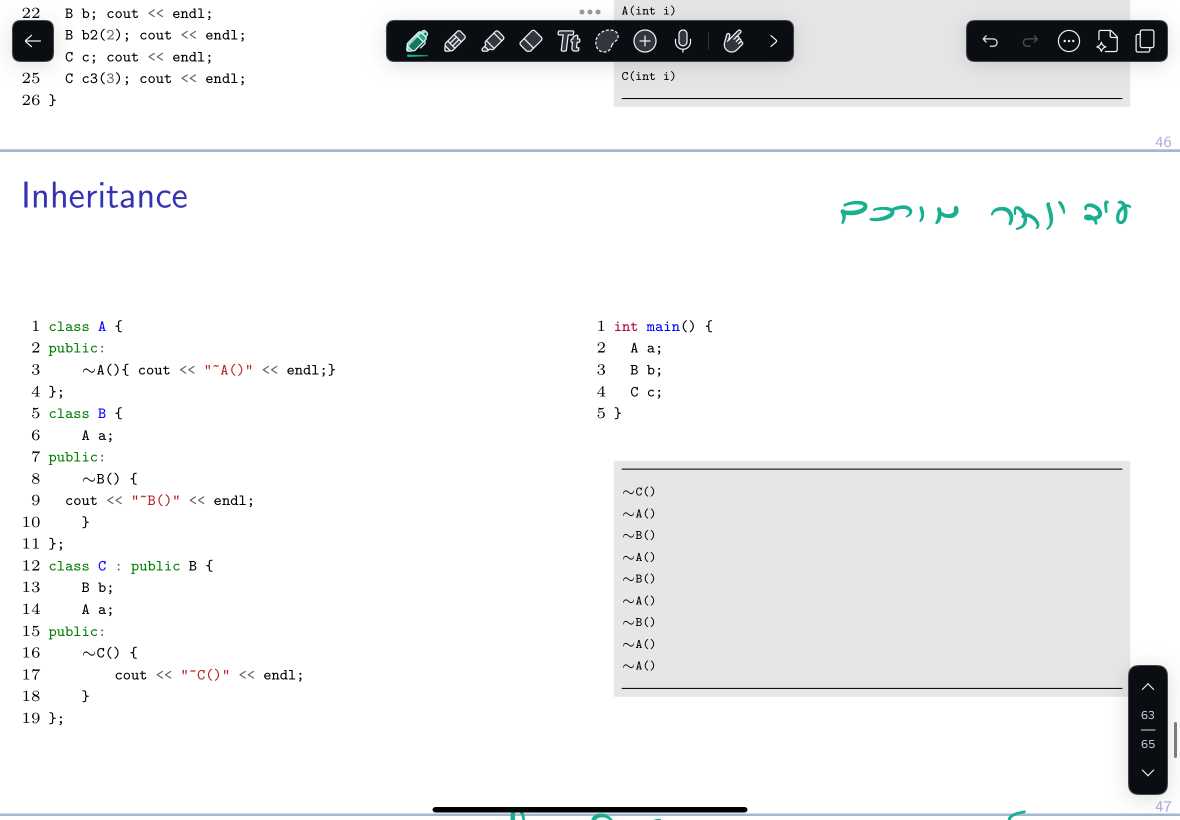 22 B b; cout << endl;
B b2(2); cout << endl;
C c; cout << endl;
25 C c3(3); cout << endl;
26 }
A(int i)
C(int i)
Tt
46
Inheritance
עוד יותר מורכב
1 class A {
2 public:
3 ~A(){ cout << "~A()" << endl;}
4 };
5 class B {
6 A a;
7 public:
8 ~B() {
9 cout << "~B()" << endl;
10 }
11 };
12 class C : public B {
13 B b;
14 A a;
15 public:
16 ~C() {
17 cout << "~C()" << endl;
18 }
19 };
1 int main() {
2 A a;
3 B b;
4 C c;
5 }
~C()
~A()
~B()
~A()
~B()
~A()
~B()
~A()
~A()
63
65
47